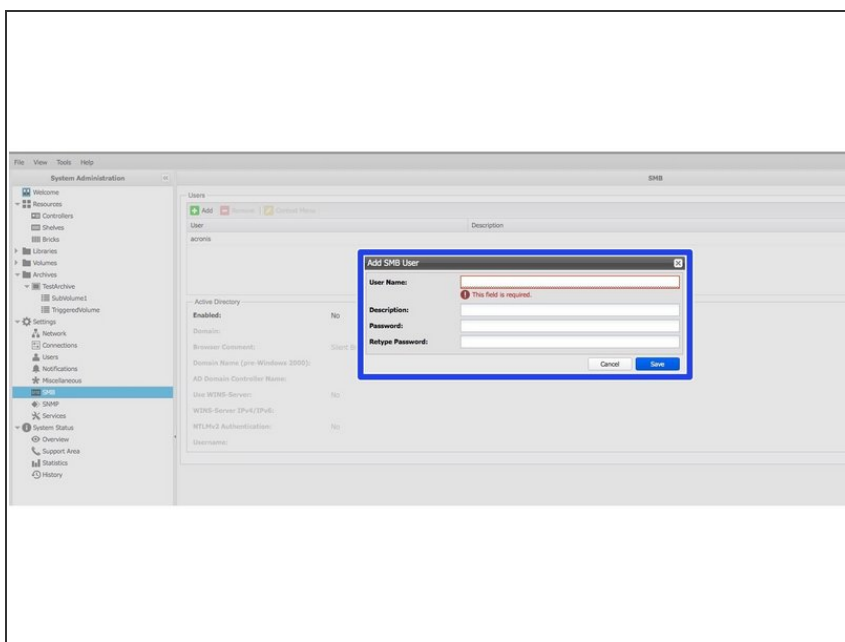 File View Tools Help
System Administration
SMB
Welcome
Resources
Controllers
Shelves
Bricks
Libraries
Volumes
Archives
TestArchive
SubVolume1
TriggeredVolume
Settings
Network
Connections
Users
Notifications
Miscellaneous
SMB
SNMP
Services
System Status
Overview
Support Area
Statistics
History
Users
Add Remove Context Menu
User Description
acronis
Active Directory
Enabled: No
Domain:
Browser Comment: Silent
Domain Name (pre-Windows 2000):
AD Domain Controller Name:
Use WINS-Server: No
WINS-Server IPv4/IPv6:
NTLMv2 Authentication: No
Username:
Add SMB User
User Name:
This field is required.
Description:
Password:
Retype Password:
Cancel Save